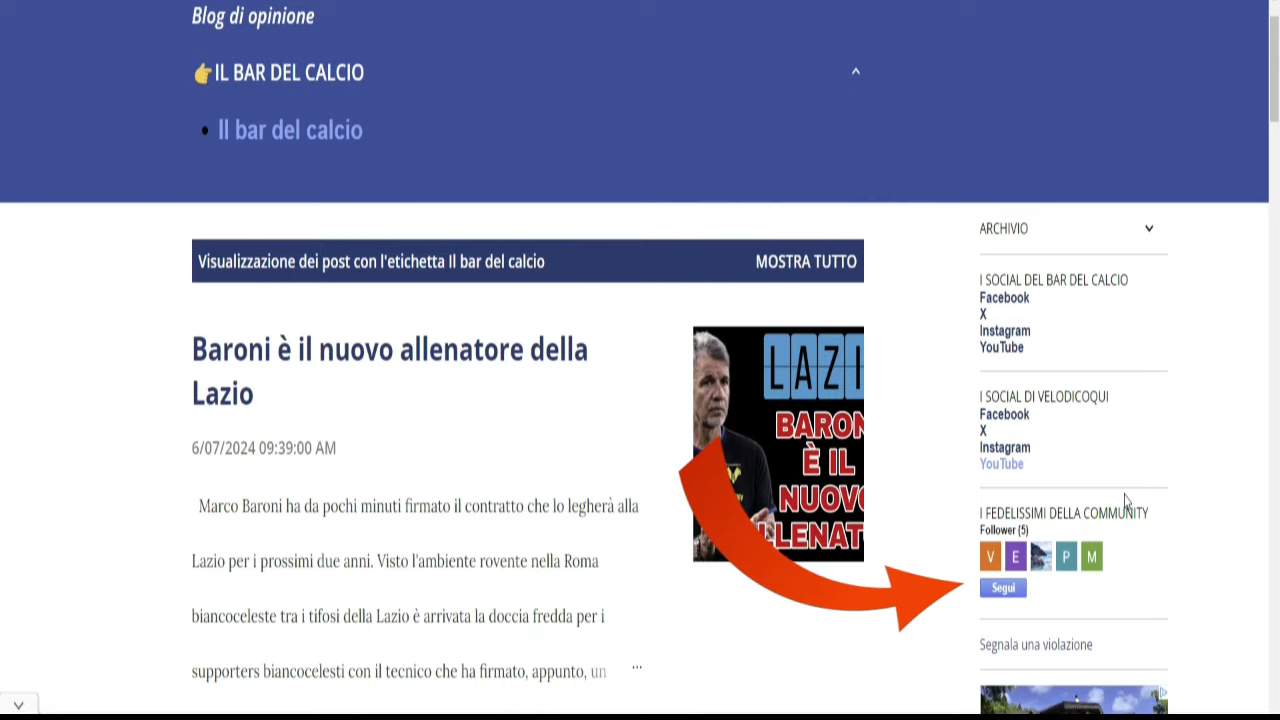 Blog di opinione
👉IL BAR DEL CALCIO
Il bar del calcio
Visualizzazione dei post con l'etichetta Il bar del calcio MOSTRA TUTTO
Baroni è il nuovo allenatore della
Lazio
6/07/2024 09:39:00 AM
Marco Baroni ha da pochi minuti firmato il contratto che lo legherà alla
Lazio per i prossimi due anni. Visto l'ambiente rovente nella Roma
biancoceleste tra i tifosi della Lazio è arrivata la doccia fredda per i
supporters biancocelesti con il tecnico che ha firmato, appunto, un ...
LAZI
BARON
È IL
NUOVO
LLENAT
ARCHIVIO
I SOCIAL DEL BAR DEL CALCIO
Facebook
X
Instagram
YouTube
I SOCIAL DI VELODICOQUI
Facebook
X
Instagram
YouTube
I FEDELISSIMI DELLA COMMUNITY
Follower (5)
V E P M
Segui
Segnala una violazione